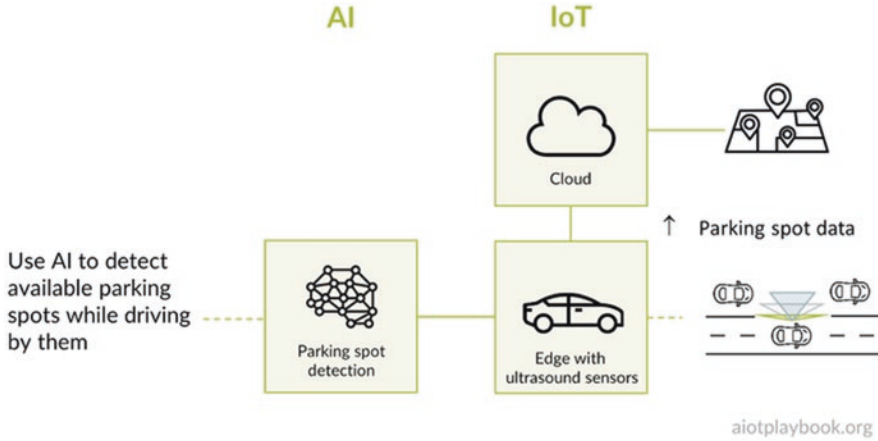 AI
IoT
Cloud
↑ Parking spot data
Use AI to detect
available parking
spots while driving
by them
Parking spot
detection
Edge with
ultrasound sensors
aiotplaybook.org